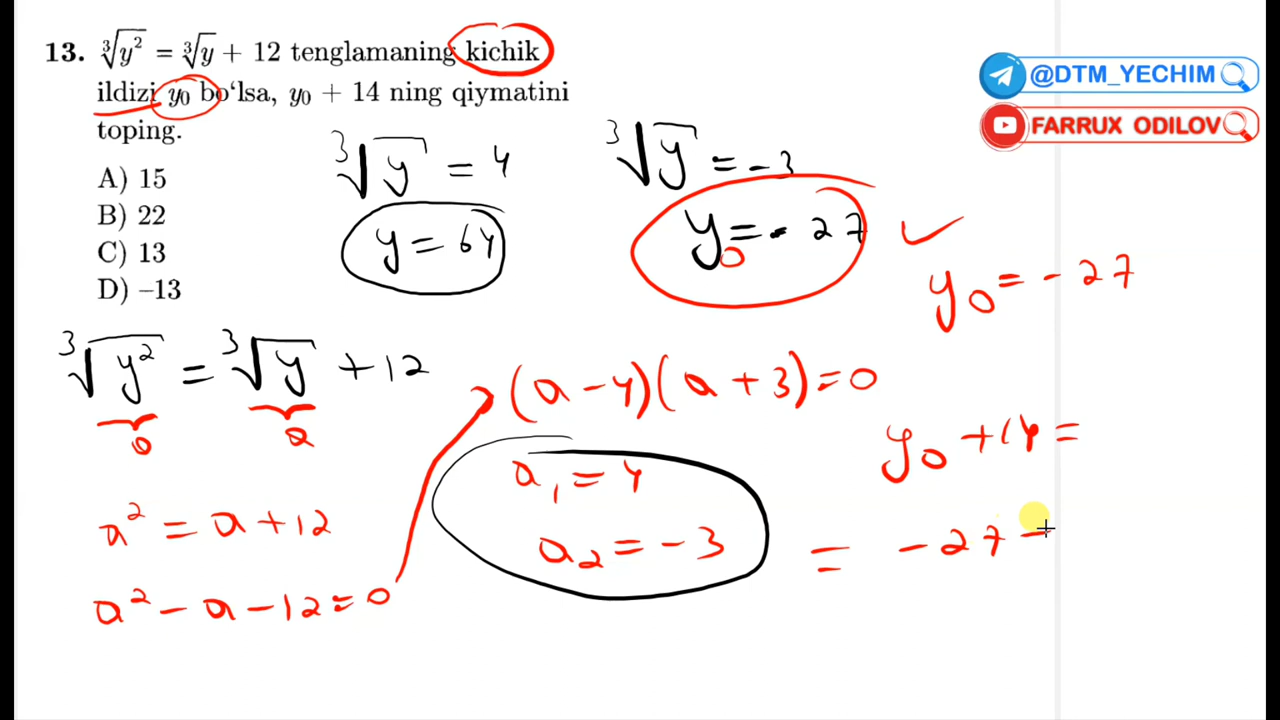 13. ∛y² = ∛y + 12 tenglamaning kichik
ildizi y₀ bo‘lsa, y₀ + 14 ning qiymatini
toping.
A) 15
B) 22
C) 13
D) –13
@DTM_YECHIM
FARRUX ODILOV
∛y = 4
y = 64
∛y = -3
y₀ = -27
y₀ = -27
∛y² = ∛y + 12
a² = a + 12
a² - a - 12 = 0
(a - 4)(a + 3) = 0
a₁ = 4
a₂ = -3
y₀ + 14 =
= -27